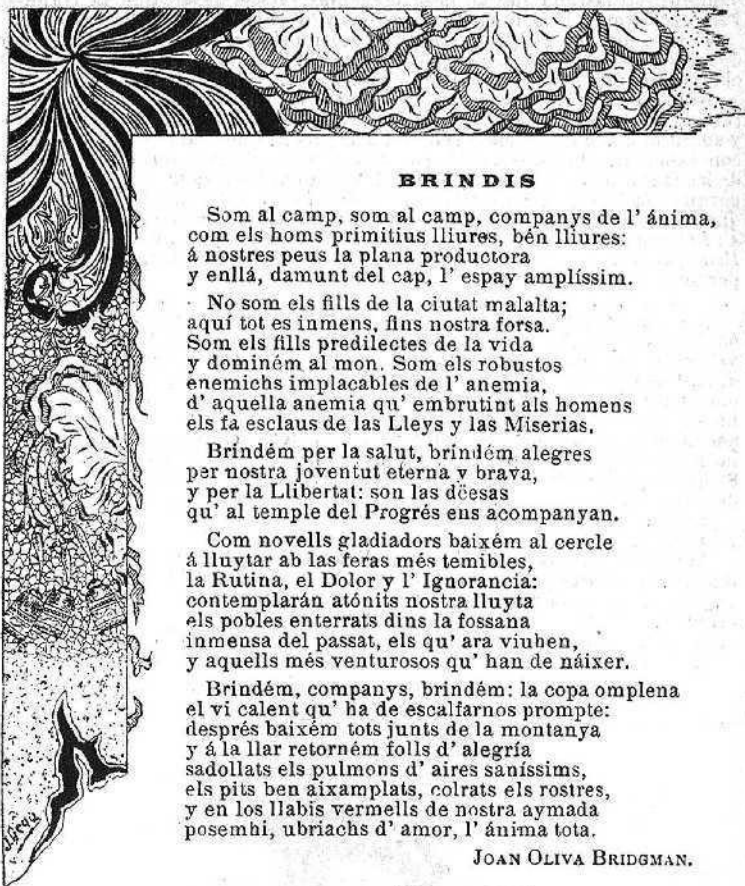 BRINDIS
Som al camp, som al camp, companys de l' ánima,
com els homs primitius lliures, bén lliures:
á nostres peus la plana productora
y enllá, damunt del cap, l' espay amplíssim.
No som els fills de la ciutat malalta;
aquí tot es inmens, fins nostra forsa.
Som els fills predilectes de la vida
y dominém al mon. Som els robustos
enemichs implacables de l' anemia,
d' aquella anemia qu' embrutint als homens
els fa esclaus de las Lleys y las Miserias.
Brindém per la salut, brindém alegres
per nostra joventut eterna y brava,
y per la Llibertat: son las dëesas
qu' al temple del Progrés ens acompanyan.
Com novells gladiadors baixém al cercle
á lluytar ab las feras més temibles,
la Rutina, el Dolor y l' Ignorancia:
contemplarán atónits nostra lluyta
els pobles enterrats dins la fossana
inmensa del passat, els qu' ara viuhen,
y aquells més venturosos qu' han de náixer.
Brindém, companys, brindém: la copa omplena
el vi calent qu' ha de escalfarnos prompte:
després baixém tots junts de la montanya
y á la llar retorném folls d' alegría
sadollats els pulmons d' aires saníssims,
els pits ben aixamplats, colrats els rostres,
y en los llabis vermells de nostra aymada
posemhi, ubriachs d' amor, l' ánima tota.
JOAN OLIVA BRIDGMAN.